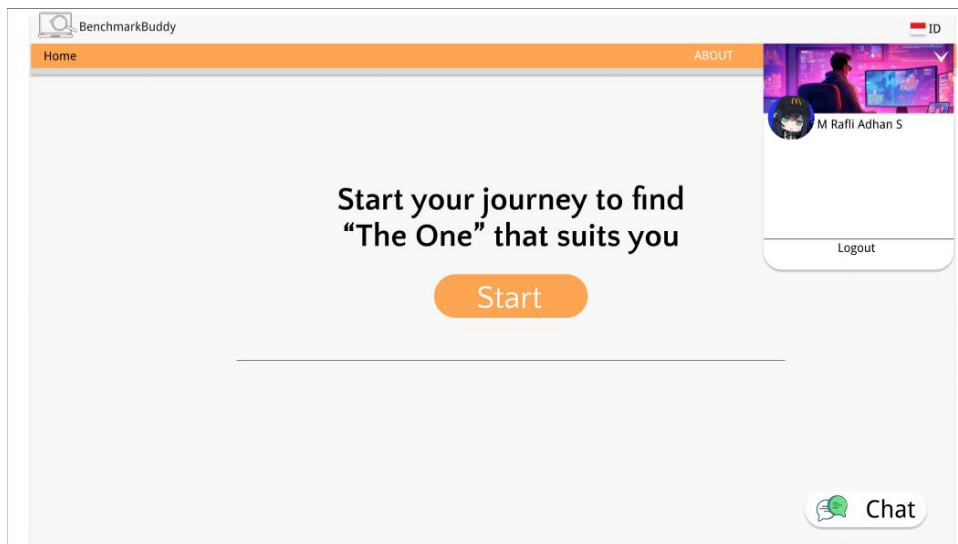 BenchmarkBuddy
ID
Home
ABOUT
M Rafli Adhan S
Start your journey to find
“The One” that suits you
Logout
Start
Chat